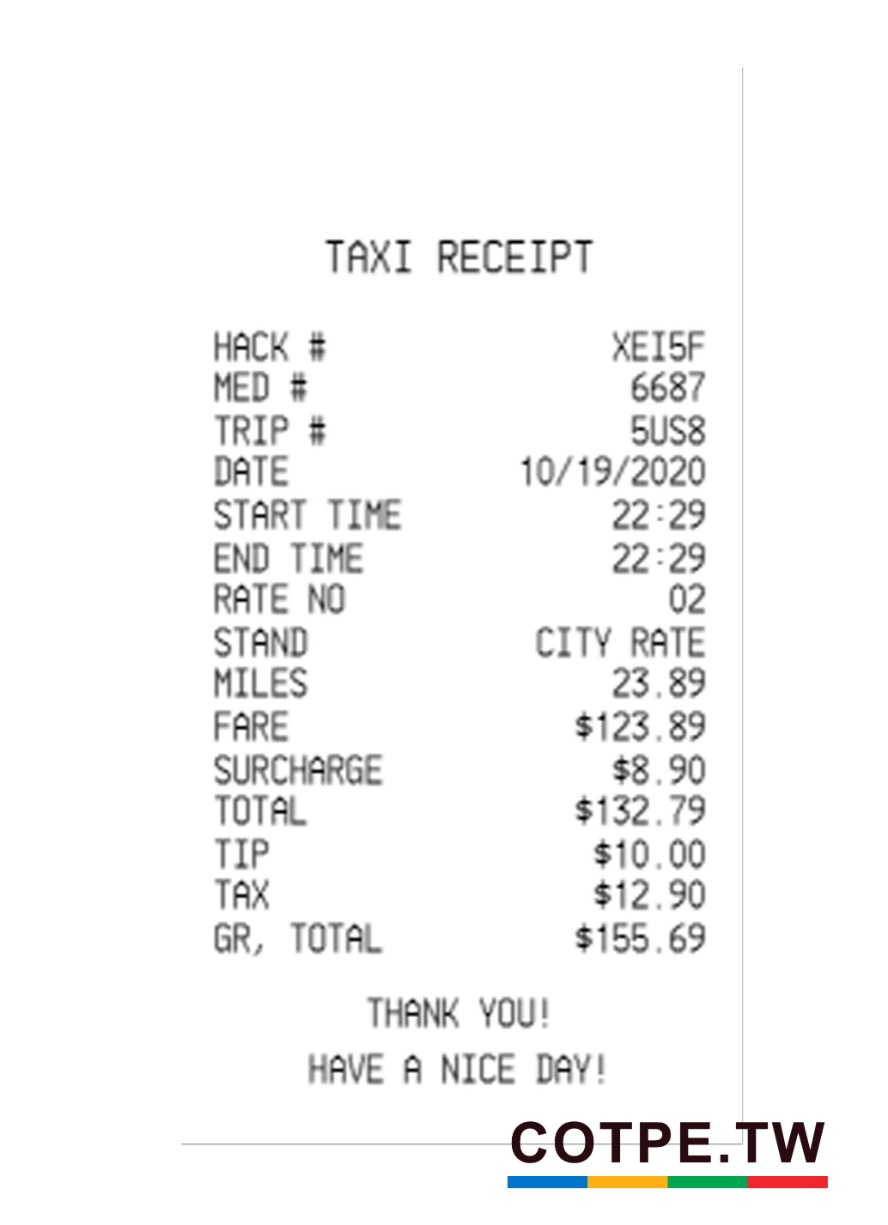 TAXI RECEIPT
HACK # XEI5F
MED # 6687
TRIP # 5US8
DATE 10/19/2020
START TIME 22:29
END TIME 22:29
RATE NO 02
STAND CITY RATE
MILES 23.89
FARE $123.89
SURCHARGE $8.90
TOTAL $132.79
TIP $10.00
TAX $12.90
GR, TOTAL $155.69
THANK YOU!
HAVE A NICE DAY!
COTPE.TW